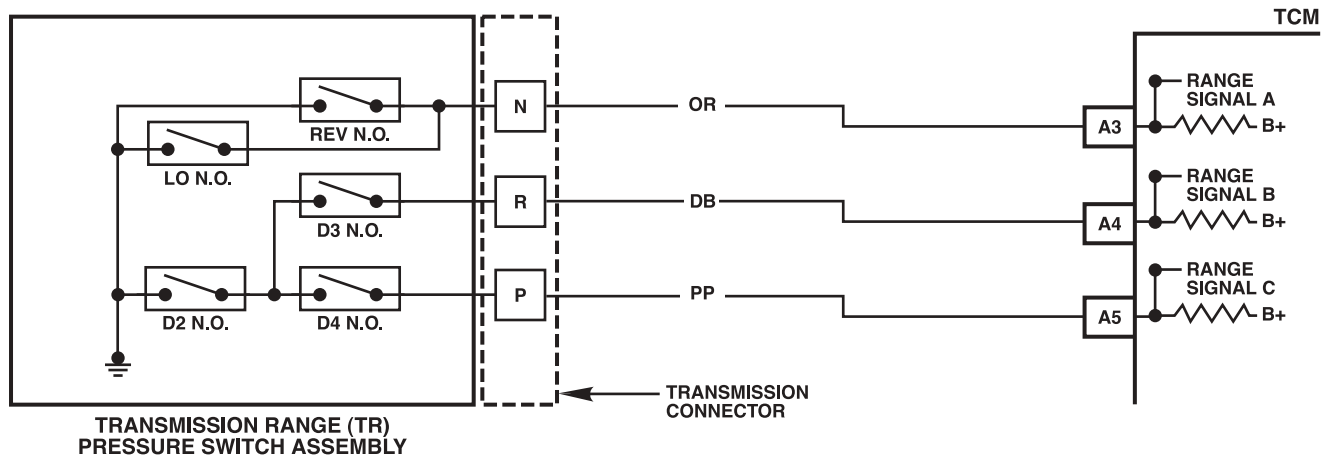 TCM
RANGE
SIGNAL A
B+
REV N.O.
N
OR
A3
LO N.O.
RANGE
SIGNAL B
B+
D3 N.O.
R
DB
A4
RANGE
SIGNAL C
B+
D2 N.O.
D4 N.O.
P
PP
A5
TRANSMISSION
CONNECTOR
TRANSMISSION RANGE (TR)
PRESSURE SWITCH ASSEMBLY